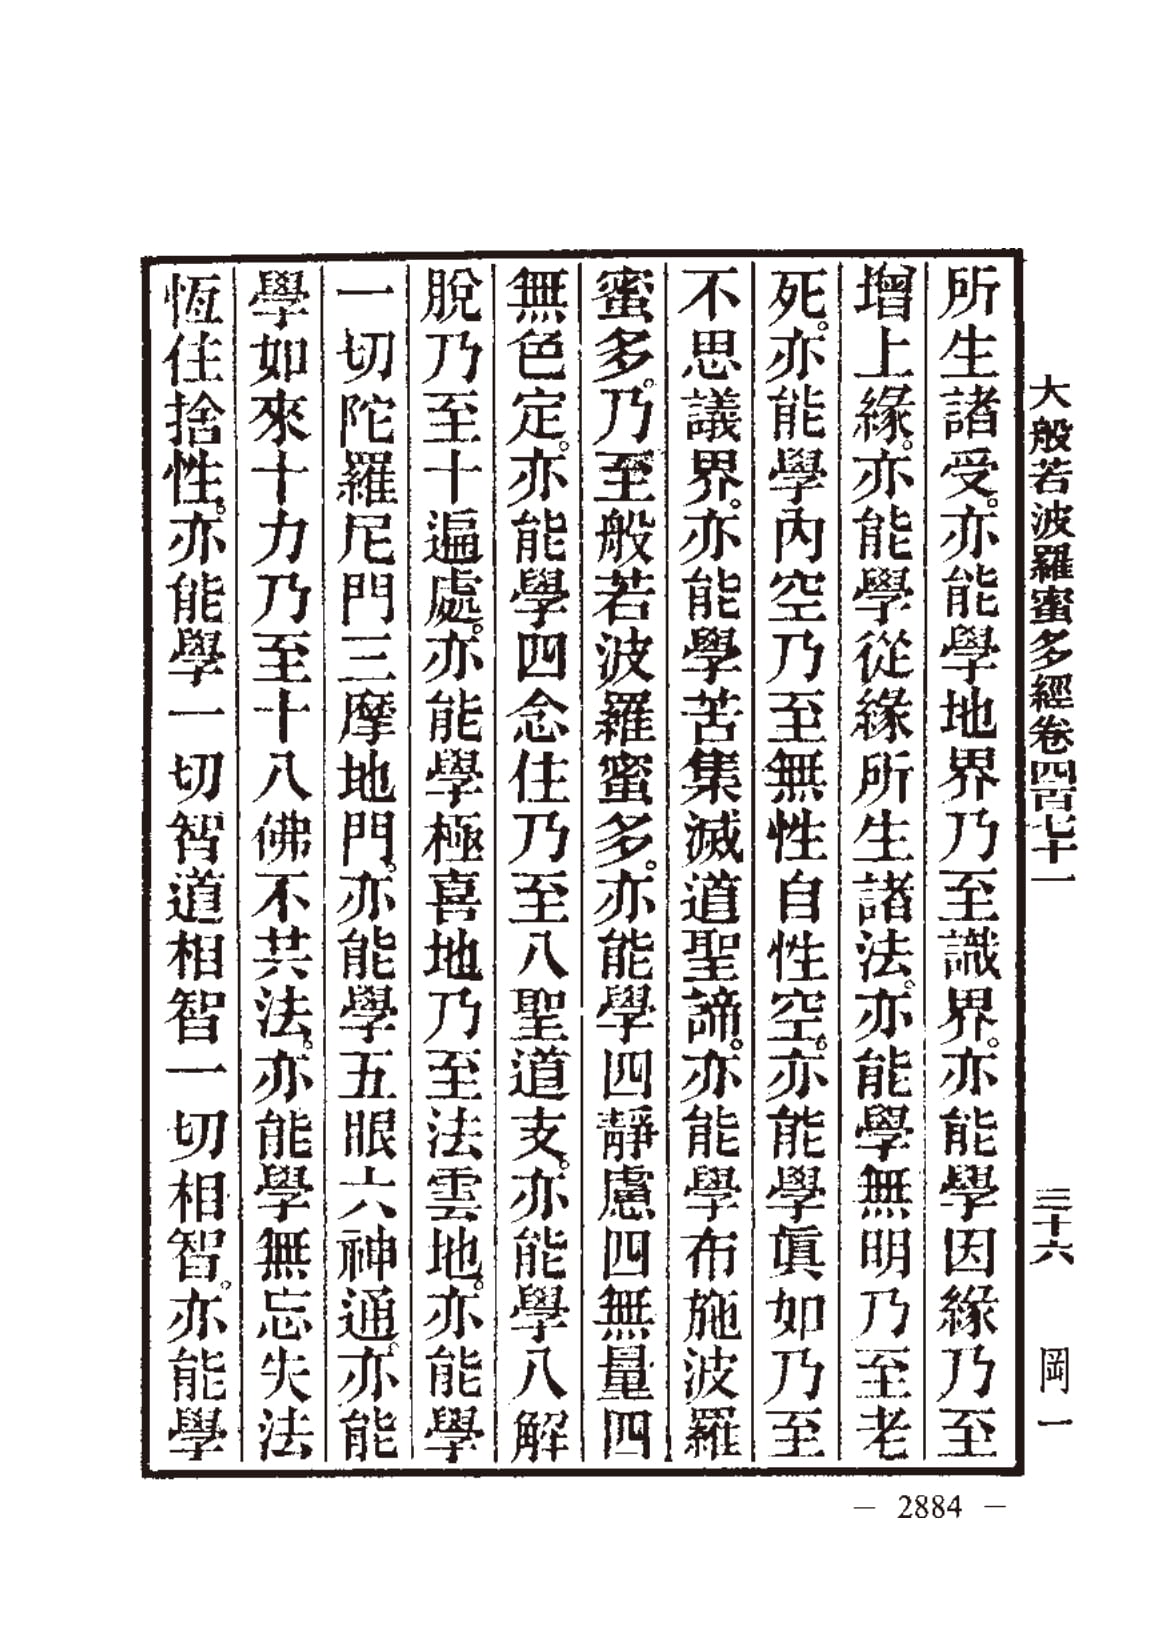 大般若波羅蜜多經卷四百七十一 三十六 岡一
所生諸受。亦能學地界乃至識界。亦能學因緣乃至
增上緣。亦能學從緣所生諸法。亦能學無明乃至老
死。亦能學內空乃至無性自性空。亦能學眞如乃至
不思議界。亦能學苦集滅道聖諦。亦能學布施波羅
蜜多。乃至般若波羅蜜多。亦能學四靜慮四無量四
無色定。亦能學四念住乃至八聖道支。亦能學八解
脫乃至十遍處。亦能學極喜地乃至法雲地。亦能學
一切陀羅尼門三摩地門。亦能學五眼六神通。亦能
學如來十力乃至十八佛不共法。亦能學無忘失法
恆住捨性。亦能學一切智道相智一切相智。亦能學
— 2884 —